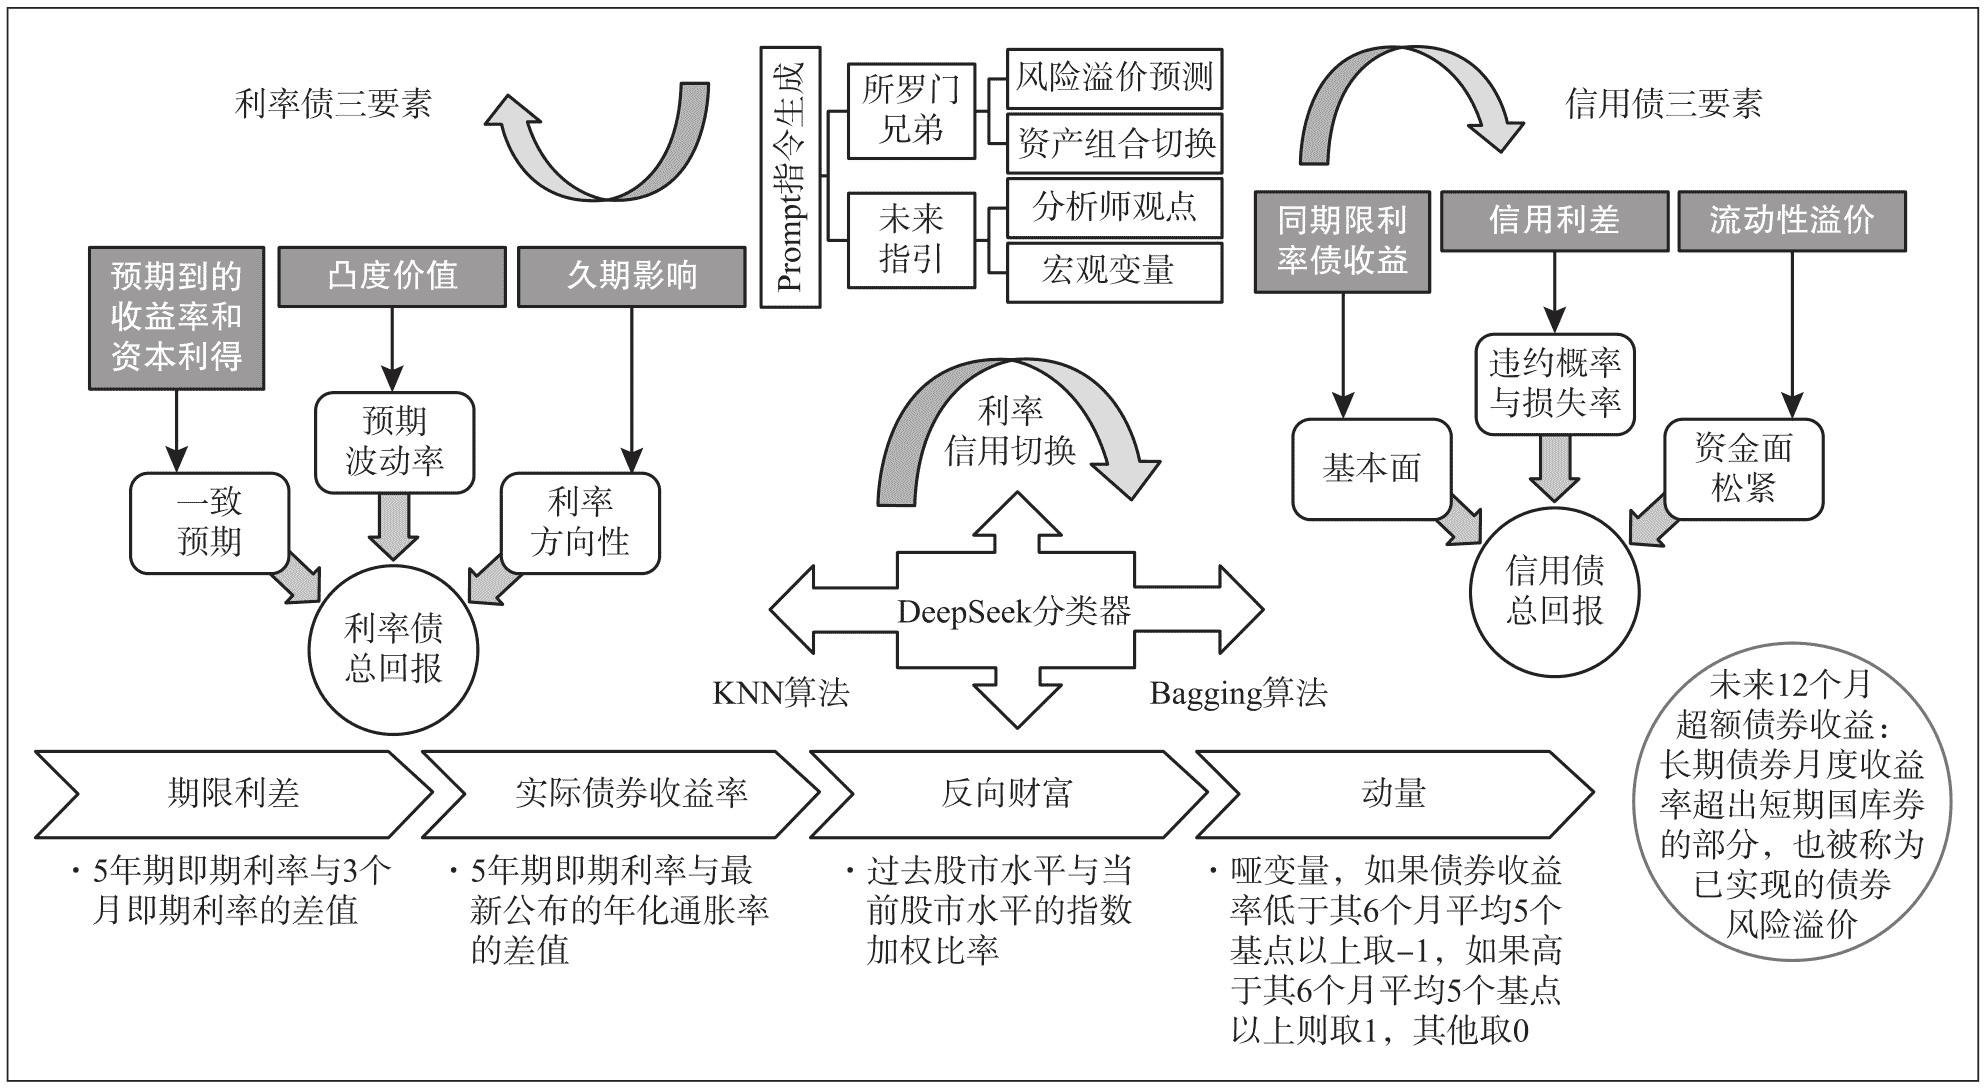 利率债三要素
预期到的
收益率和
资本利得
凸度价值
久期影响
一致
预期
预期
波动率
利率
方向性
利率债
总回报
Prompt指令生成
所罗门
兄弟
风险溢价预测
资产组合切换
未来
指引
分析师观点
宏观变量
利率
信用切换
DeepSeek分类器
KNN算法
Bagging算法
信用债三要素
同期限利
率债收益
信用利差
流动性溢价
基本面
违约概率
与损失率
资金面
松紧
信用债
总回报
期限利差
·5年期即期利率与3个
月即期利率的差值
实际债券收益率
·5年期即期利率与最
新公布的年化通胀率
的差值
反向财富
·过去股市水平与当
前股市水平的指数
加权比率
动量
·哑变量，如果债券收益
率低于其6个月平均5个
基点以上取-1，如果高
于其6个月平均5个基点
以上则取1，其他取0
未来12个月
超额债券收益：
长期债券月度收益
率超出短期国库券
的部分，也被称为
已实现的债券
风险溢价